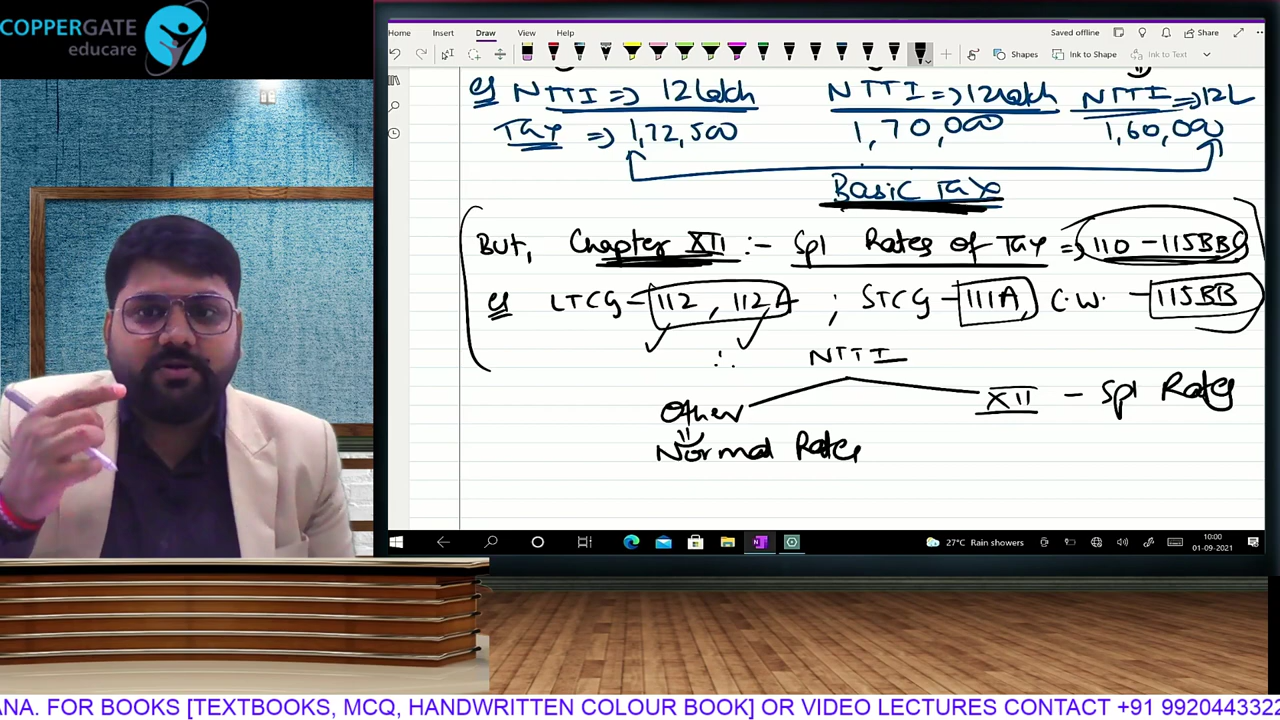 COPPERGATE
educare
Home Insert Draw View Help
Saved offline Share
Shapes Ink to Shape Ink to Text
eg NTTI => 12 Lakh NTTI => 12 Lakh NTTI => 12L
Tax => 1,72,500 1,70,000 1,60,000
Basic Tax
But, Chapter XII :- Spl Rates of Tax => 110 - 115BBG
eg LTCG - 112, 112A ; STCG - 111A, C.W. - 115BB
∴ NTTI
Other XII - Spl Rates
Normal Rates
27°C Rain showers
10:00
01-09-2021
ANA. FOR BOOKS [TEXTBOOKS, MCQ, HANDWRITTEN COLOUR BOOK] OR VIDEO LECTURES CONTACT +91 9920443322